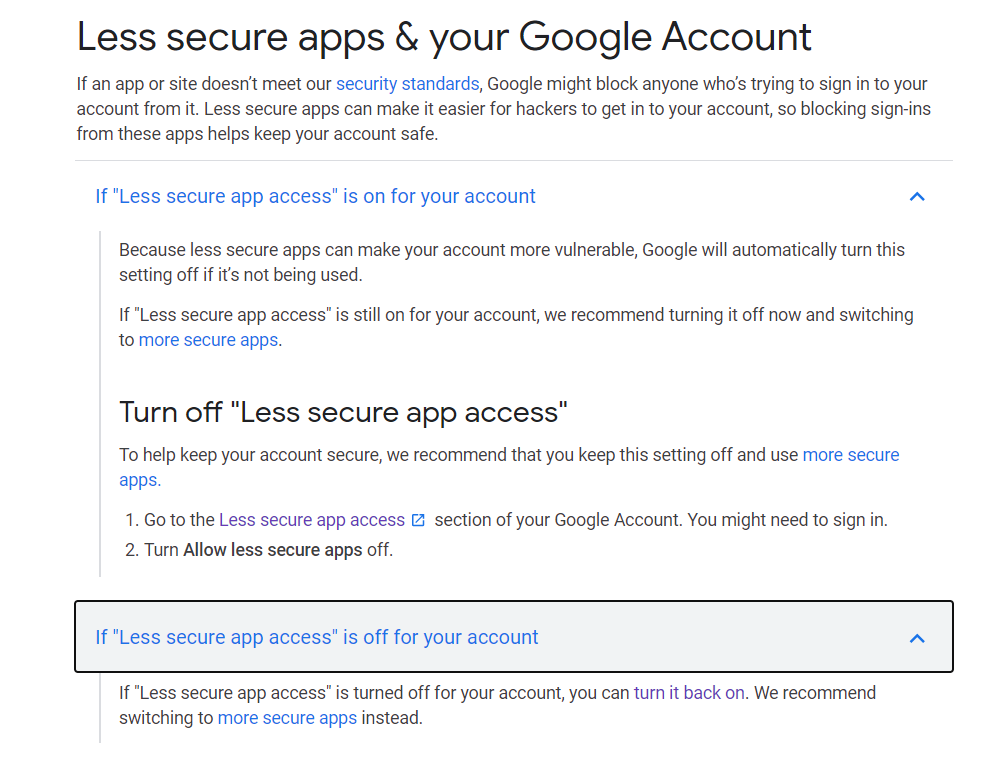 Less secure apps & your Google Account
If an app or site doesn’t meet our security standards, Google might block anyone who’s trying to sign in to your
account from it. Less secure apps can make it easier for hackers to get in to your account, so blocking sign-ins
from these apps helps keep your account safe.
If "Less secure app access" is on for your account
Because less secure apps can make your account more vulnerable, Google will automatically turn this
setting off if it’s not being used.
If "Less secure app access" is still on for your account, we recommend turning it off now and switching
to more secure apps.
Turn off "Less secure app access"
To help keep your account secure, we recommend that you keep this setting off and use more secure
apps.
1. Go to the Less secure app access section of your Google Account. You might need to sign in.
2. Turn Allow less secure apps off.
If "Less secure app access" is off for your account
If "Less secure app access" is turned off for your account, you can turn it back on. We recommend
switching to more secure apps instead.